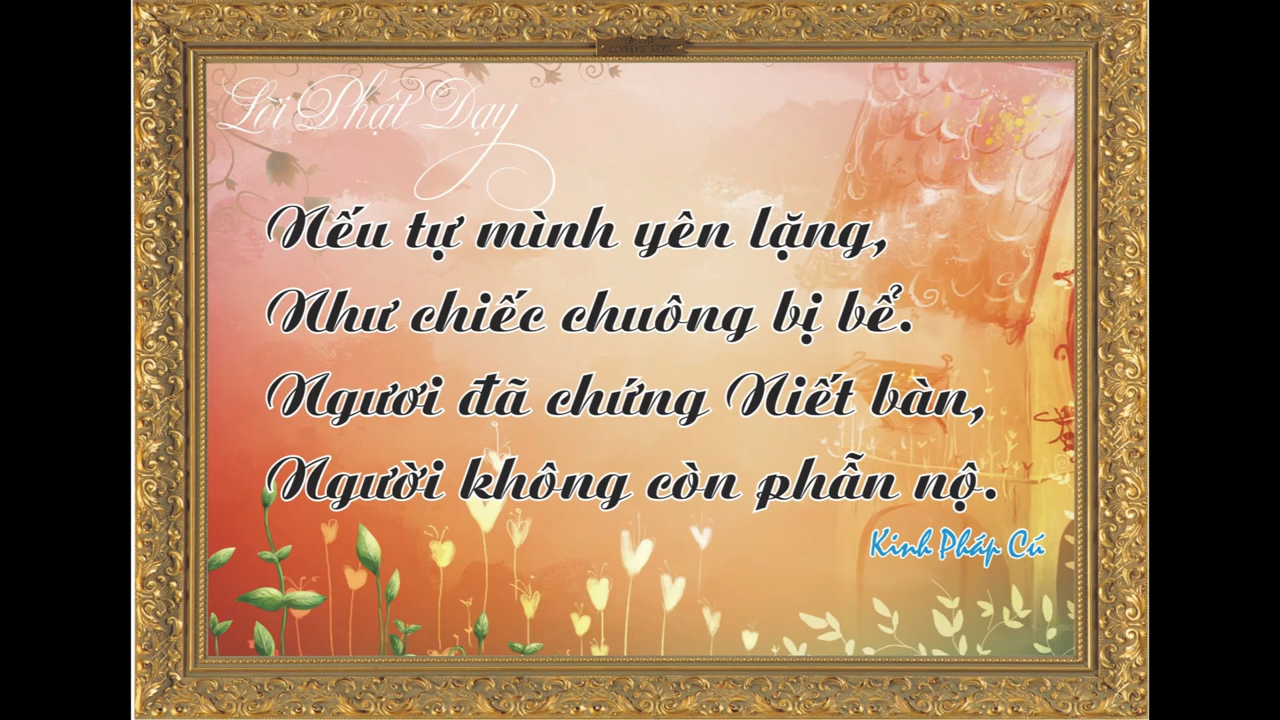 Lời Phật Dạy
Nếu tự mình yên lặng,
Như chiếc chuông bị bể.
Ngươi đã chứng Niết bàn,
Người không còn phẫn nộ.
Kinh Pháp Cú